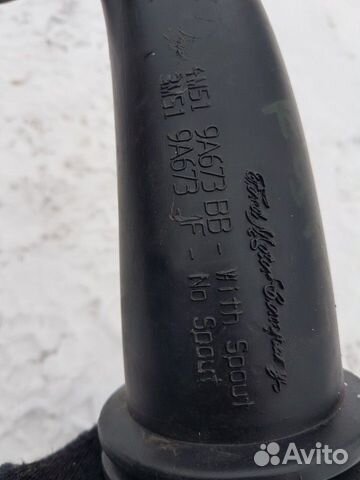 4M51 9A673 BB - With Spout
3M51 9A673 JF - No Spout
Ford Motor Company
Avito